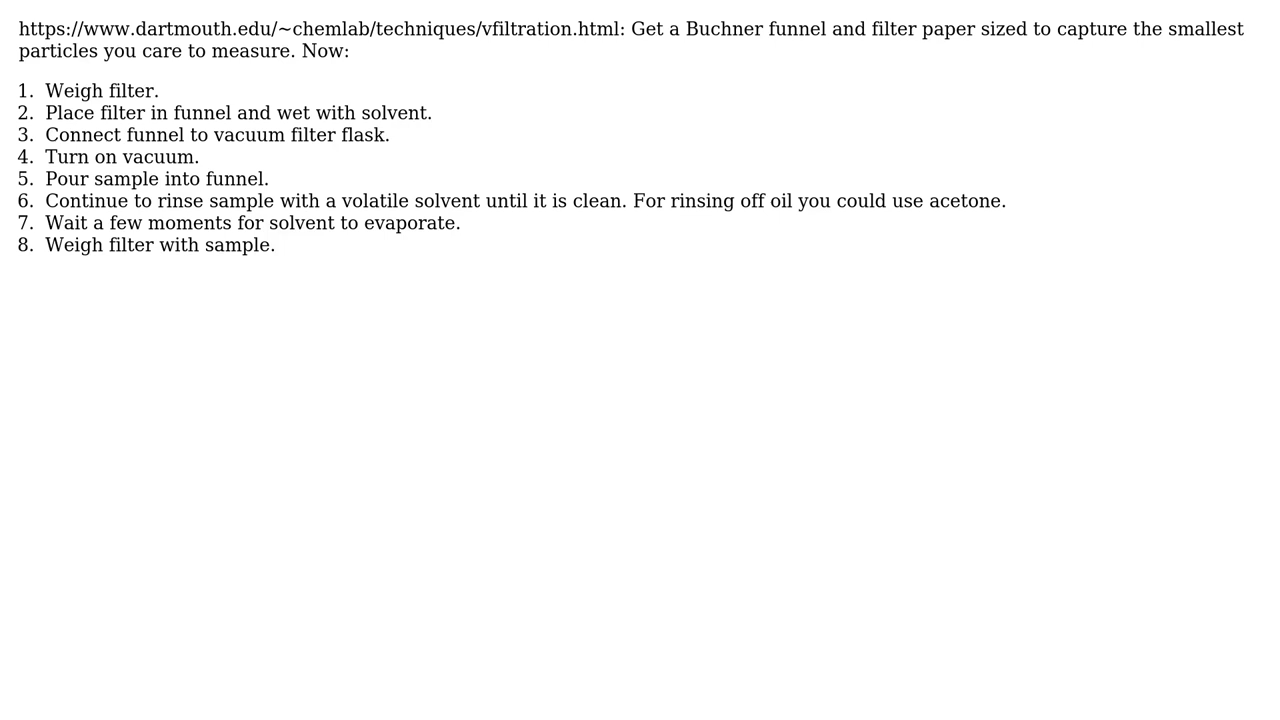 https://www.dartmouth.edu/~chemlab/techniques/vfiltration.html: Get a Buchner funnel and filter paper sized to capture the smallest
particles you care to measure. Now:
1. Weigh filter.
2. Place filter in funnel and wet with solvent.
3. Connect funnel to vacuum filter flask.
4. Turn on vacuum.
5. Pour sample into funnel.
6. Continue to rinse sample with a volatile solvent until it is clean. For rinsing off oil you could use acetone.
7. Wait a few moments for solvent to evaporate.
8. Weigh filter with sample.